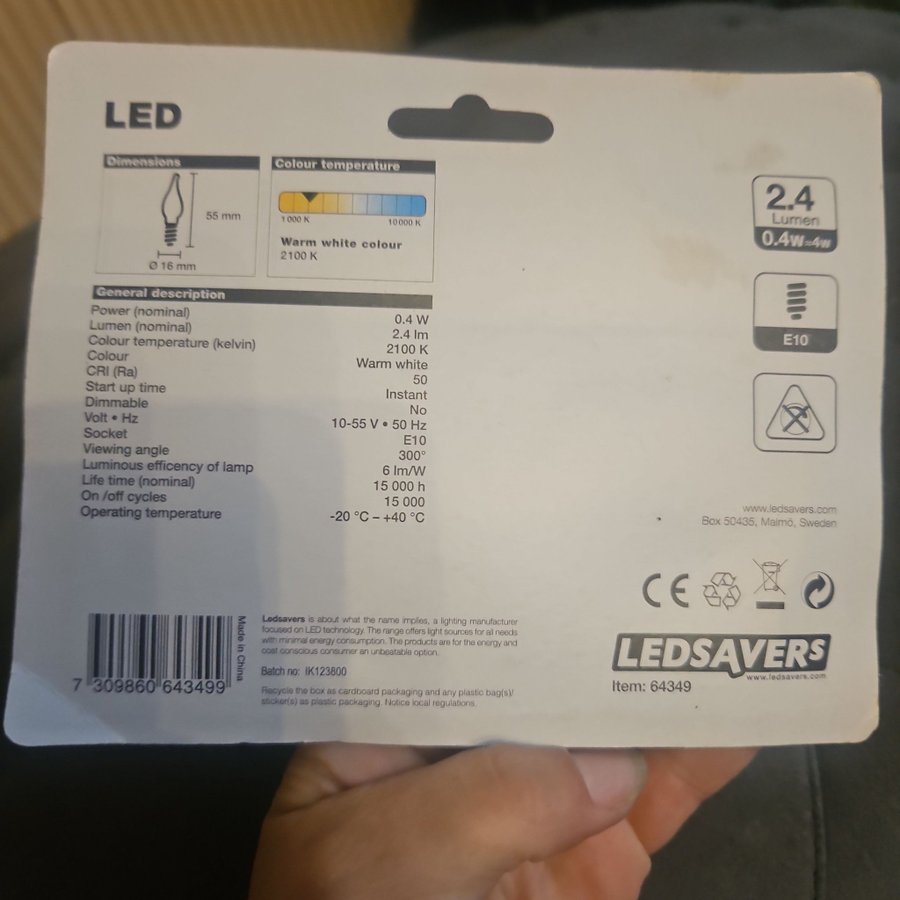 LED
Dimensions
55 mm
Ø 16 mm
Colour temperature
1 000 K
10 000 K
Warm white colour
2100 K
General description
Power (nominal) 0.4 W
Lumen (nominal) 2.4 lm
Colour temperature (kelvin) 2100 K
Colour Warm white
CRI (Ra) 50
Start up time Instant
Dimmable No
Volt • Hz 10-55 V • 50 Hz
Socket E10
Viewing angle 300°
Luminous efficency of lamp 6 lm/W
Life time (nominal) 15 000 h
On /off cycles 15 000
Operating temperature -20 °C – +40 °C
2.4
Lumen
0.4W≈4W
E10
www.ledsavers.com
Box 50435, Malmö, Sweden
CE
LEDSAVERS
www.ledsavers.com
Item: 64349
7 309860 643499
Made in China
Ledsavers is about what the name implies, a lighting manufacturer
focused on LED technology. The range offers light sources for all needs
with minimal energy consumption. The products are for the energy and
cost conscious consumer an unbeatable option.
Batch no: IK123800
Recycle the box as cardboard packaging and any plastic bag(s)/
sticker(s) as plastic packaging. Notice local regulations.